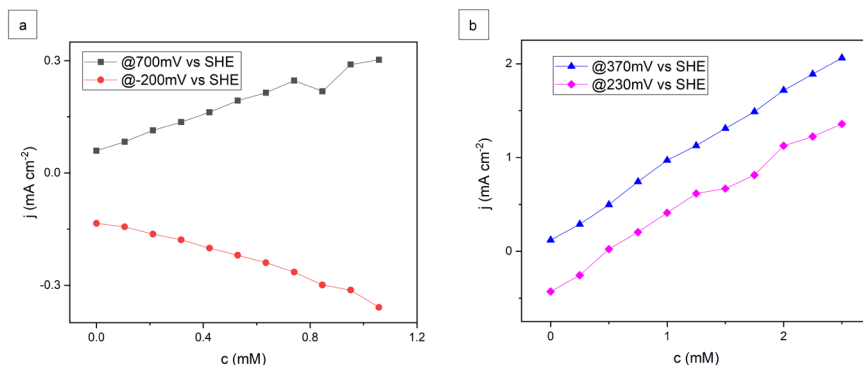 a
@700mV vs SHE
@-200mV vs SHE
0.3
0.0
-0.3
j (mA cm⁻²)
0.0 0.4 0.8 1.2
c (mM)
b
@370mV vs SHE
@230mV vs SHE
2
1
0
j (mA cm⁻²)
0 1 2
c (mM)